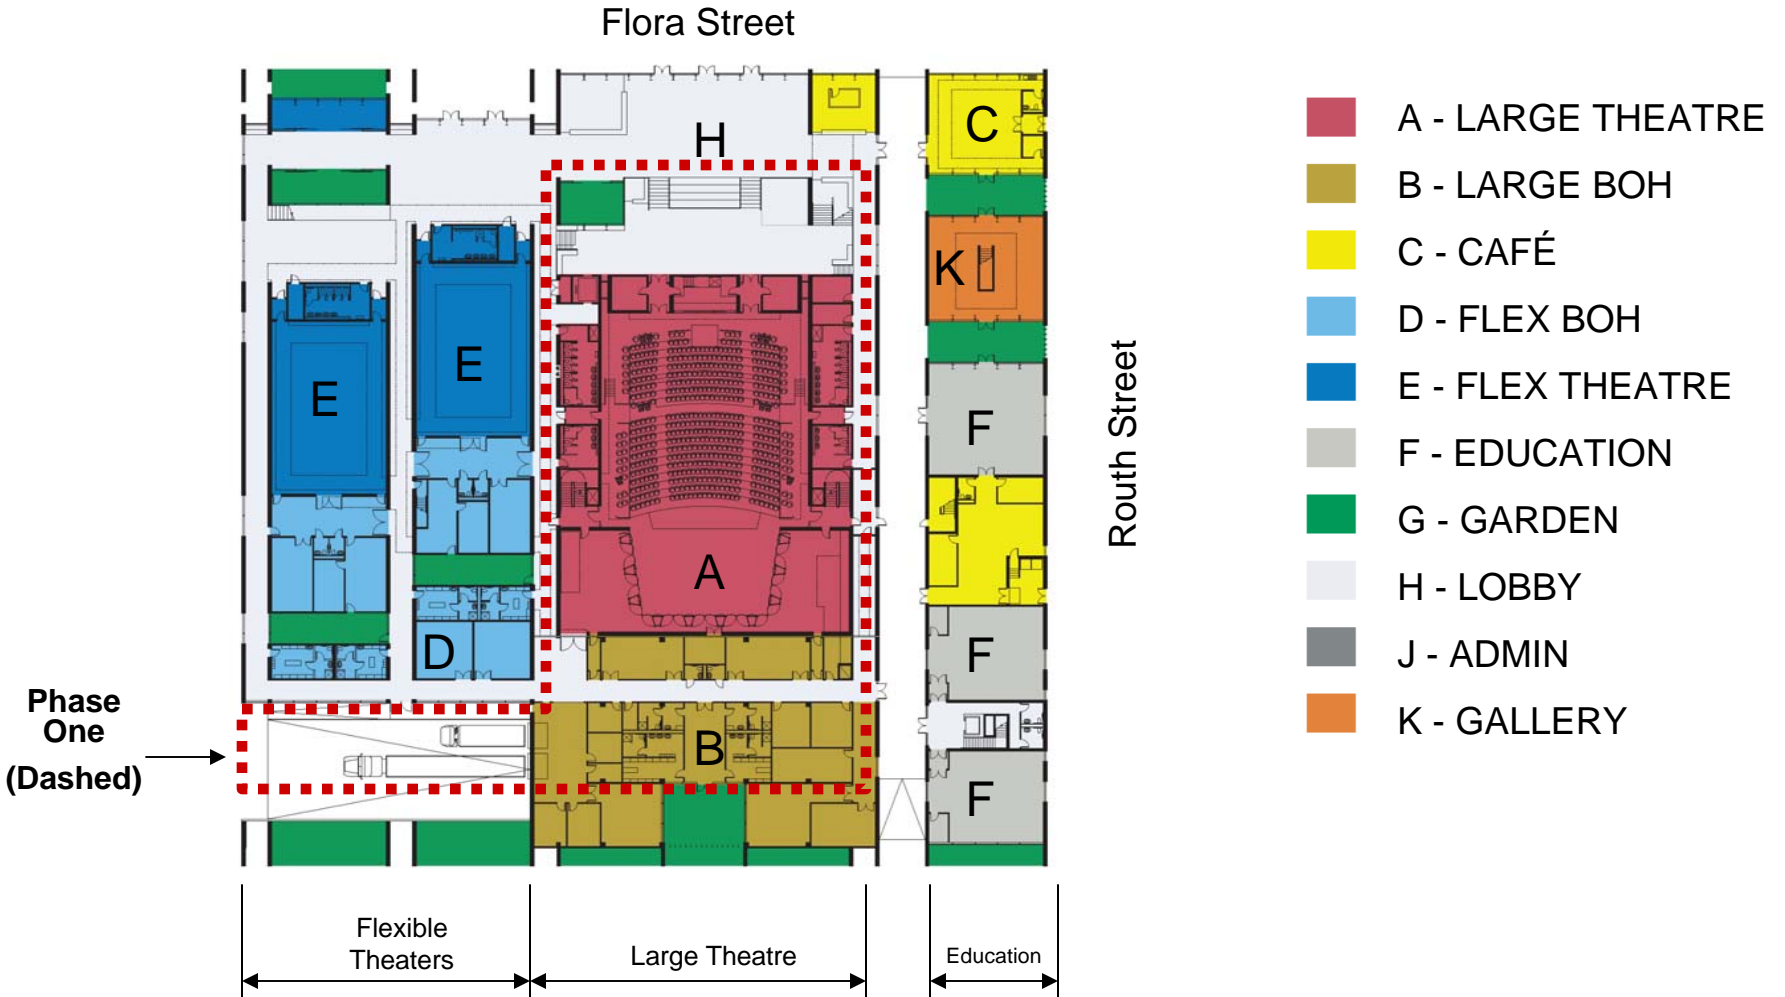 Flora Street
H
C
K
E
E
F
A
D
F
B
F
Routh Street
Phase
One
(Dashed)
Flexible
Theaters
Large Theatre
Education
A - LARGE THEATRE
B - LARGE BOH
C - CAFÉ
D - FLEX BOH
E - FLEX THEATRE
F - EDUCATION
G - GARDEN
H - LOBBY
J - ADMIN
K - GALLERY